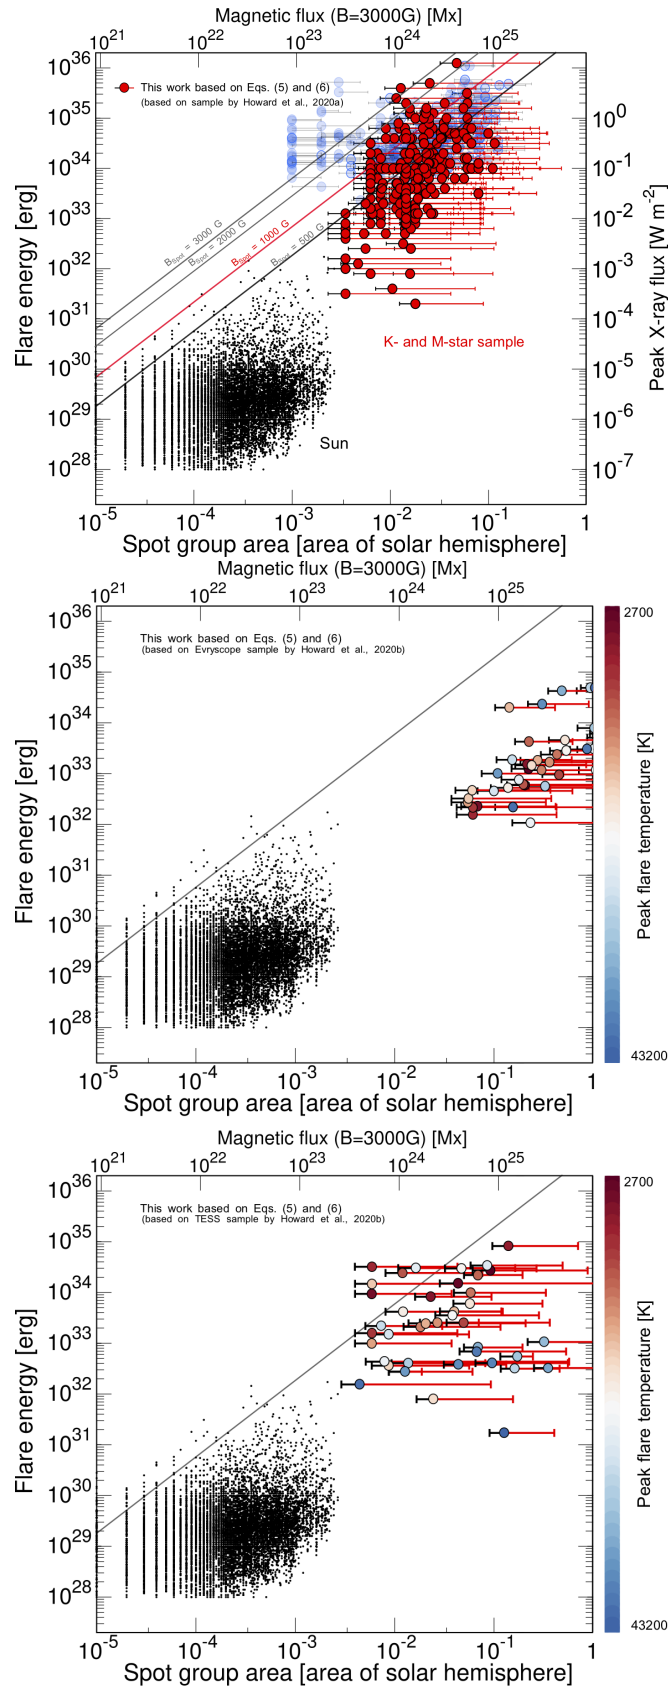 Magnetic flux (B=3000G) [Mx]
10^21 10^22 10^23 10^24 10^25
10^36
10^35
10^34
10^33
10^32
10^31
10^30
10^29
10^28
Flare energy [erg]
This work based on Eqs. (5) and (6)
(based on sample by Howard et al., 2020a)
B_Spot = 3000 G
B_Spot = 2000 G
B_Spot = 1000 G
B_Spot = 500 G
K- and M-star sample
Sun
10^0
10^-1
10^-2
10^-3
10^-4
10^-5
10^-6
10^-7
Peak X-ray flux [W m^-2]
10^-5 10^-4 10^-3 10^-2 10^-1 1
Spot group area [area of solar hemisphere]
Magnetic flux (B=3000G) [Mx]
10^21 10^22 10^23 10^24 10^25
10^36
10^35
10^34
10^33
10^32
10^31
10^30
10^29
10^28
Flare energy [erg]
This work based on Eqs. (5) and (6)
(based on Evryscope sample by Howard et al., 2020b)
2700
Peak flare temperature [K]
43200
10^-5 10^-4 10^-3 10^-2 10^-1 1
Spot group area [area of solar hemisphere]
Magnetic flux (B=3000G) [Mx]
10^21 10^22 10^23 10^24 10^25
10^36
10^35
10^34
10^33
10^32
10^31
10^30
10^29
10^28
Flare energy [erg]
This work based on Eqs. (5) and (6)
(based on TESS sample by Howard et al., 2020b)
2700
Peak flare temperature [K]
43200
10^-5 10^-4 10^-3 10^-2 10^-1 1
Spot group area [area of solar hemisphere]